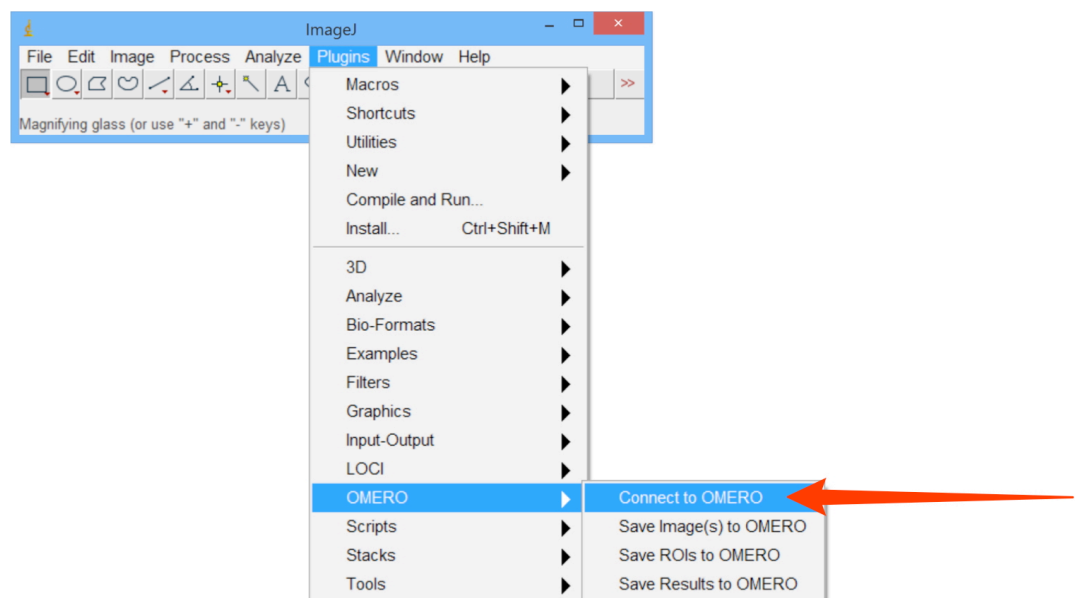 ImageJ
File Edit Image Process Analyze Plugins Window Help
A
>>
Magnifying glass (or use "+" and "-" keys)
Macros
Shortcuts
Utilities
New
Compile and Run...
Install... Ctrl+Shift+M
3D
Analyze
Bio-Formats
Examples
Filters
Graphics
Input-Output
LOCI
OMERO
Connect to OMERO
Scripts
Save Image(s) to OMERO
Stacks
Save ROIs to OMERO
Tools
Save Results to OMERO